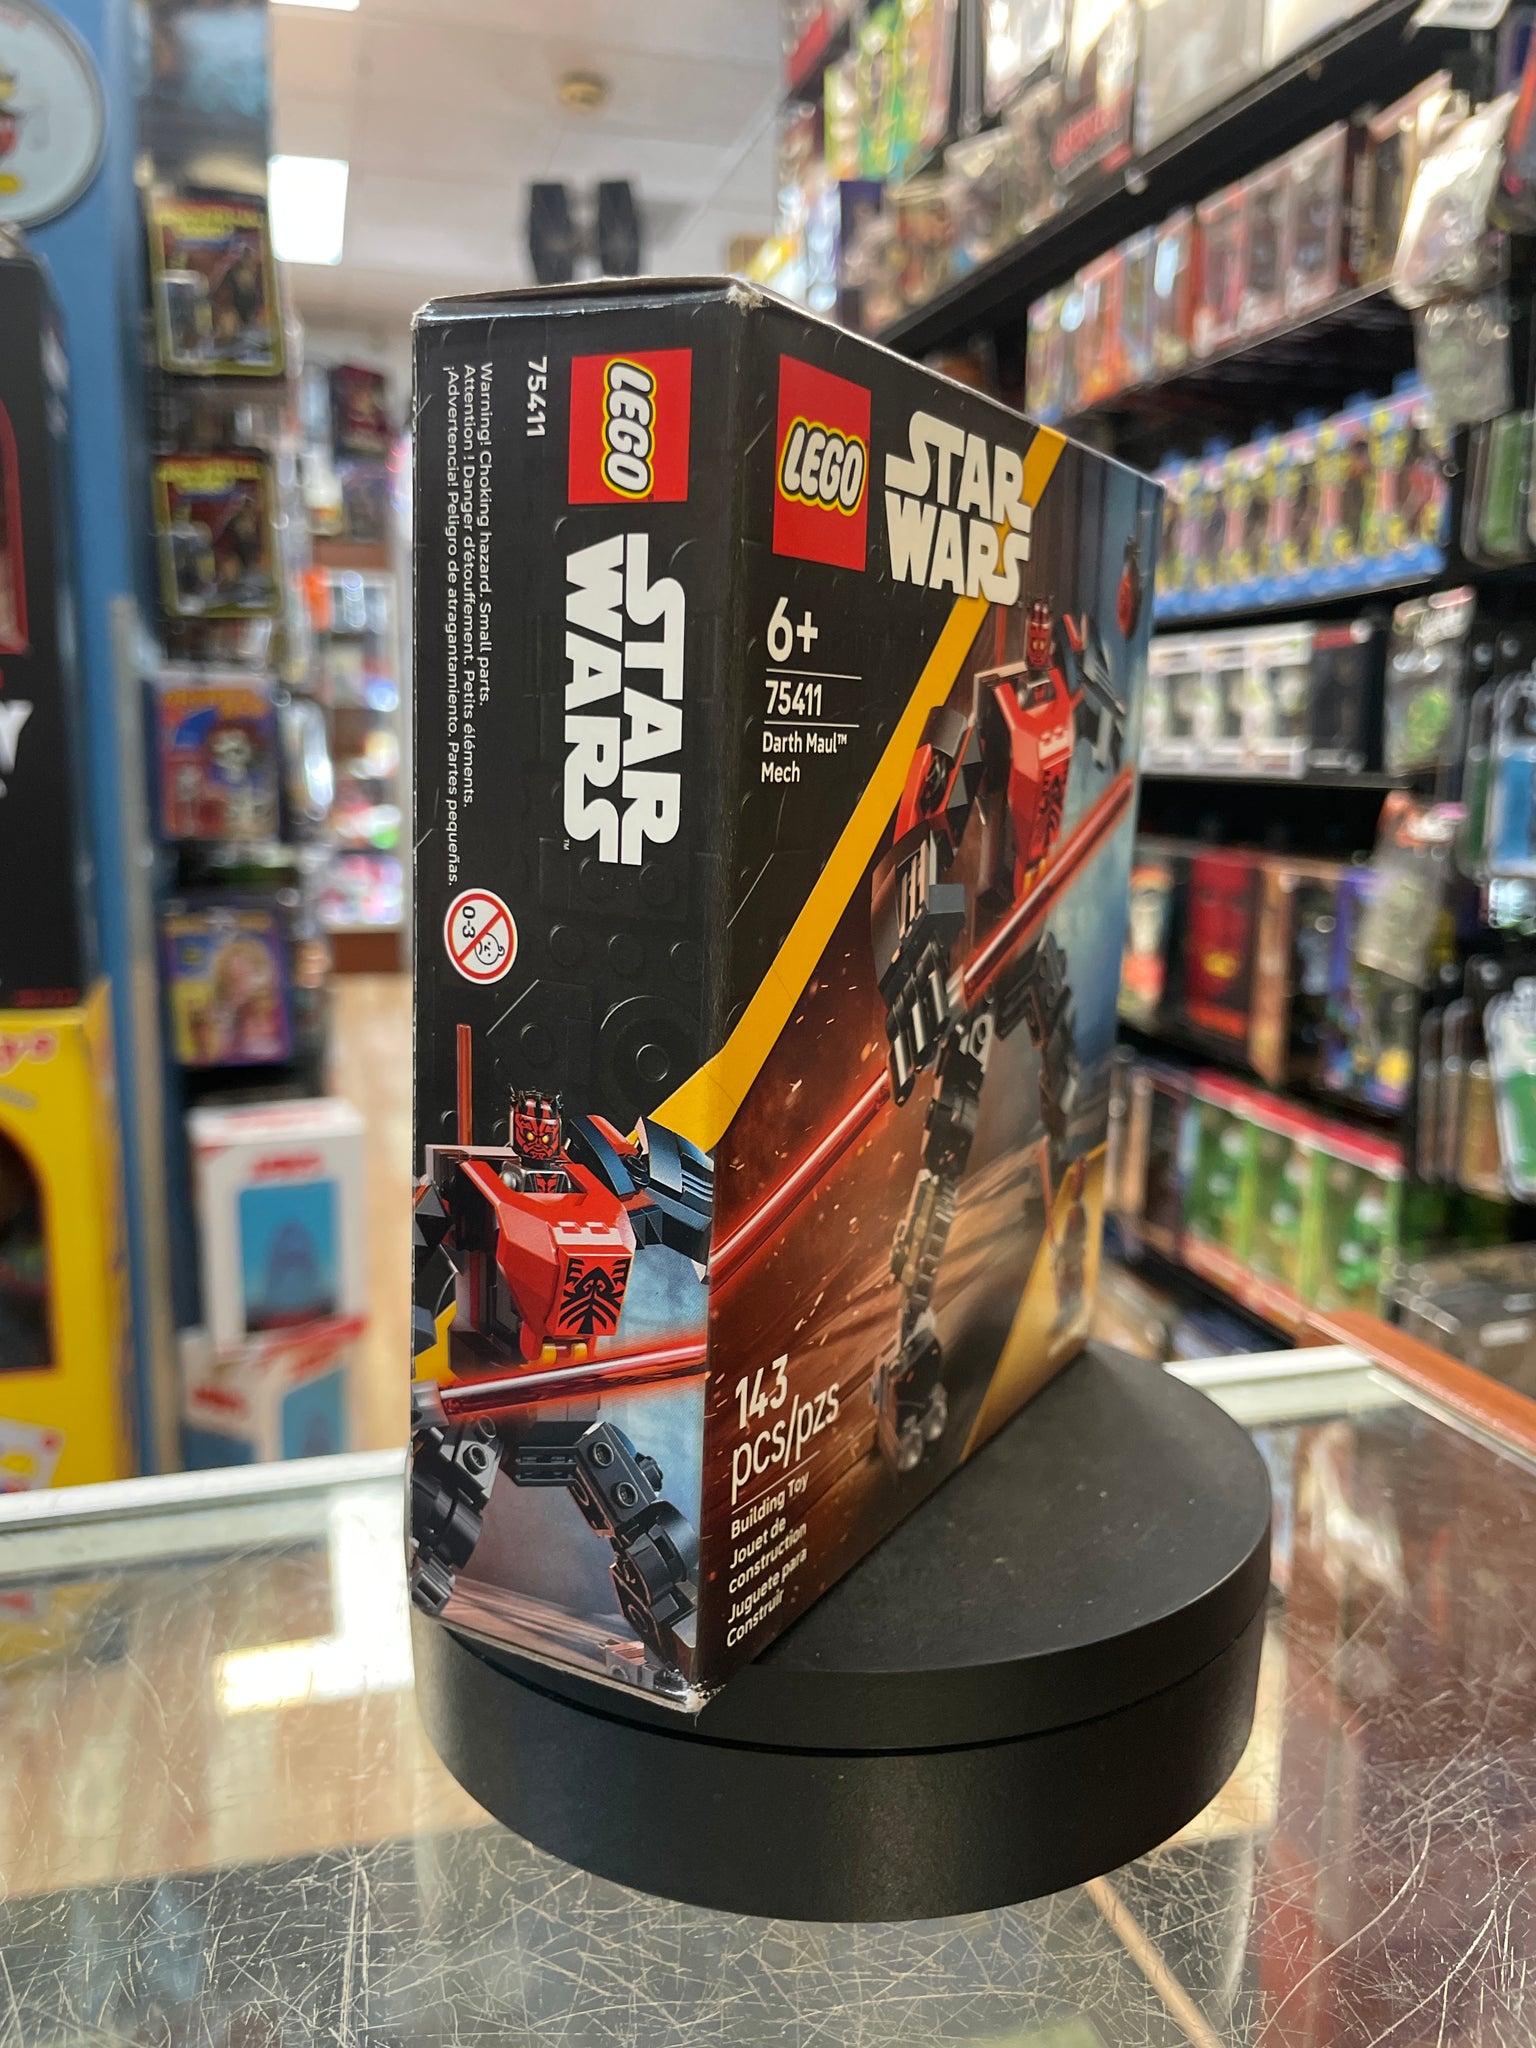 75411
LEGO
STAR
WARS™
Warning! Choking hazard. Small parts.
Attention ! Danger d'étouffement. Petits éléments.
¡Advertencia! Peligro de atragantamiento. Partes pequeñas.
0-3
LEGO
STAR
WARS
6+
75411
Darth Maul™
Mech
143
pcs/pzs
Building Toy
Jouet de
construction
Juguete para
Construir